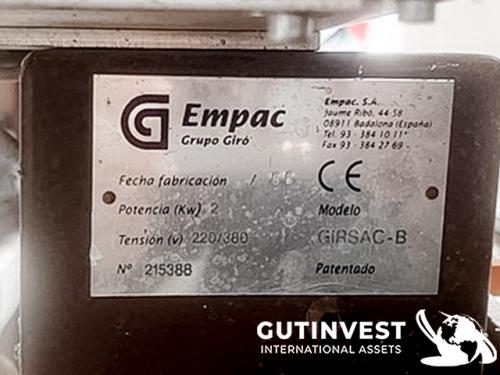 Empac
Grupo Giró
Empac. S.A.
Jaume Ribó, 44-58
08911 Badalona (España)
Tel. 93 - 384 10 11*
Fax 93 - 384 27 69 -
Fecha fabricación /
CE
Potencia (Kw) 2
Modelo
Tensión (v) 220/380
GIRSAC-B
Nº 215388
Patentado
GUTINVEST
INTERNATIONAL ASSETS